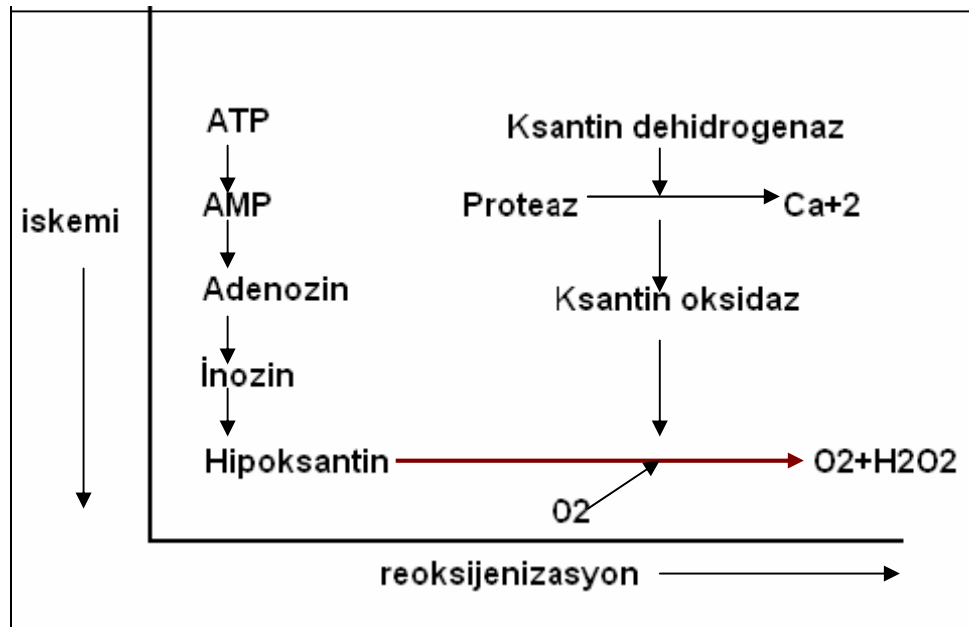 ATP Ksantin dehidrogenaz
iskemi AMP Proteaz Ca+2
Adenozin Ksantin oksidaz
İnozin
Hipoksantin O2+H2O2
O2
reoksijenizasyon